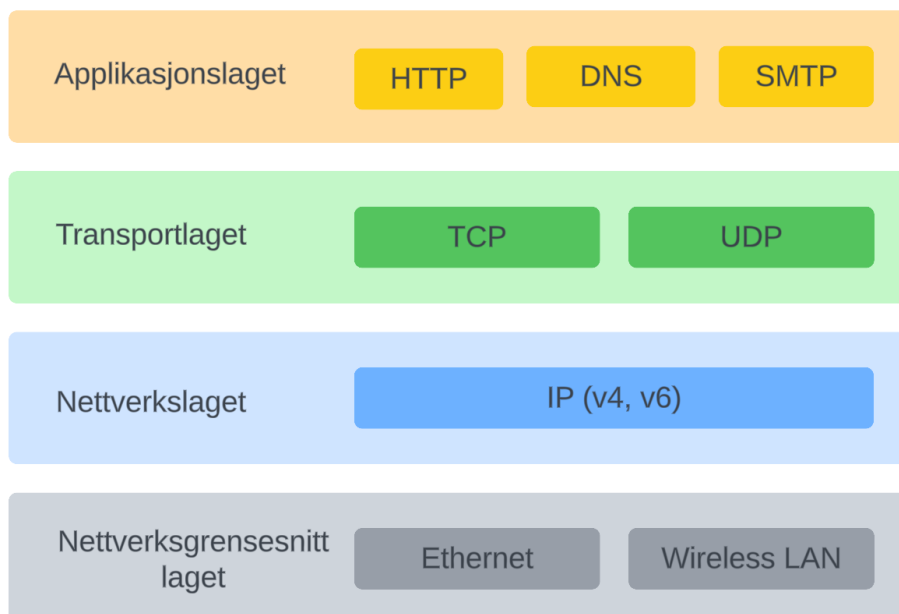 Applikasjonslaget
HTTP
DNS
SMTP
Transportlaget
TCP
UDP
Nettverkslaget
IP (v4, v6)
Nettverksgrensesnitt
laget
Ethernet
Wireless LAN